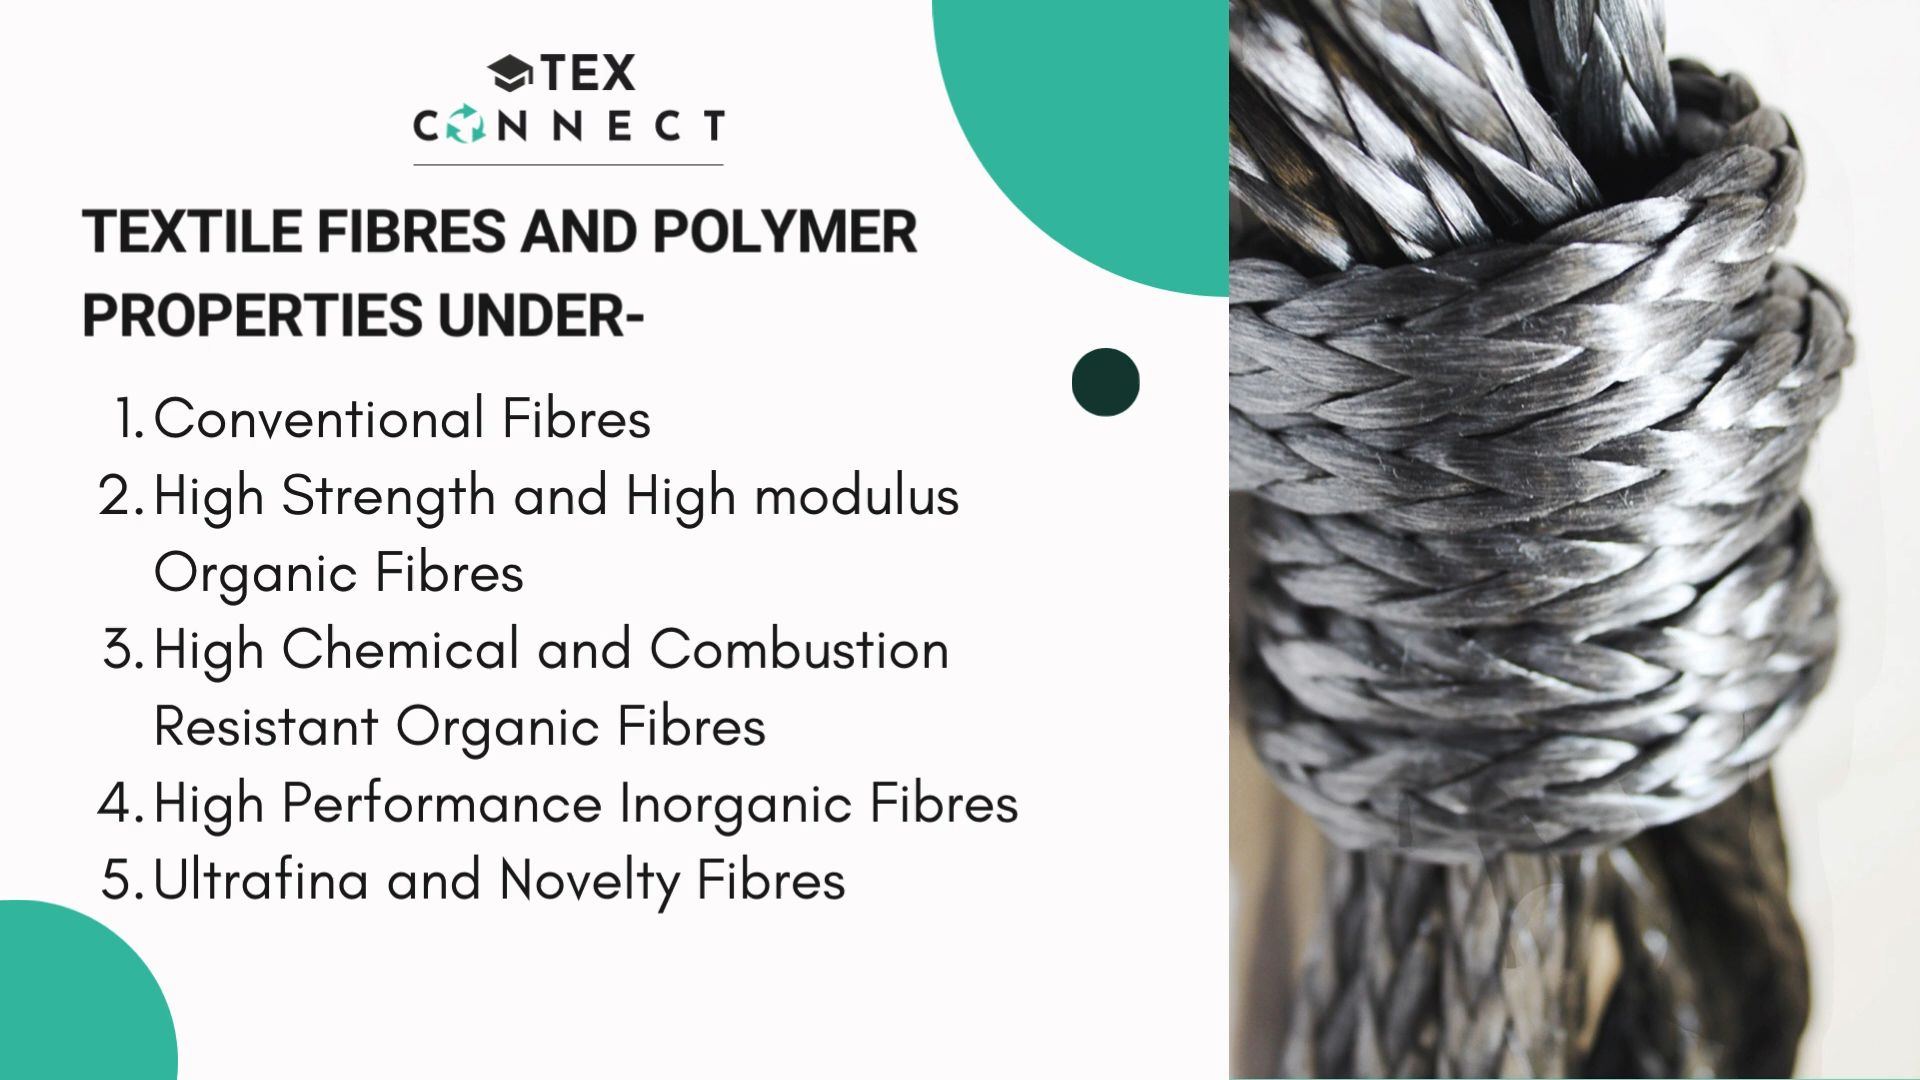 TEX
CONNECT
TEXTILE FIBRES AND POLYMER
PROPERTIES UNDER-
1. Conventional Fibres
2. High Strength and High modulus
Organic Fibres
3. High Chemical and Combustion
Resistant Organic Fibres
4. High Performance Inorganic Fibres
5. Ultrafina and Novelty Fibres